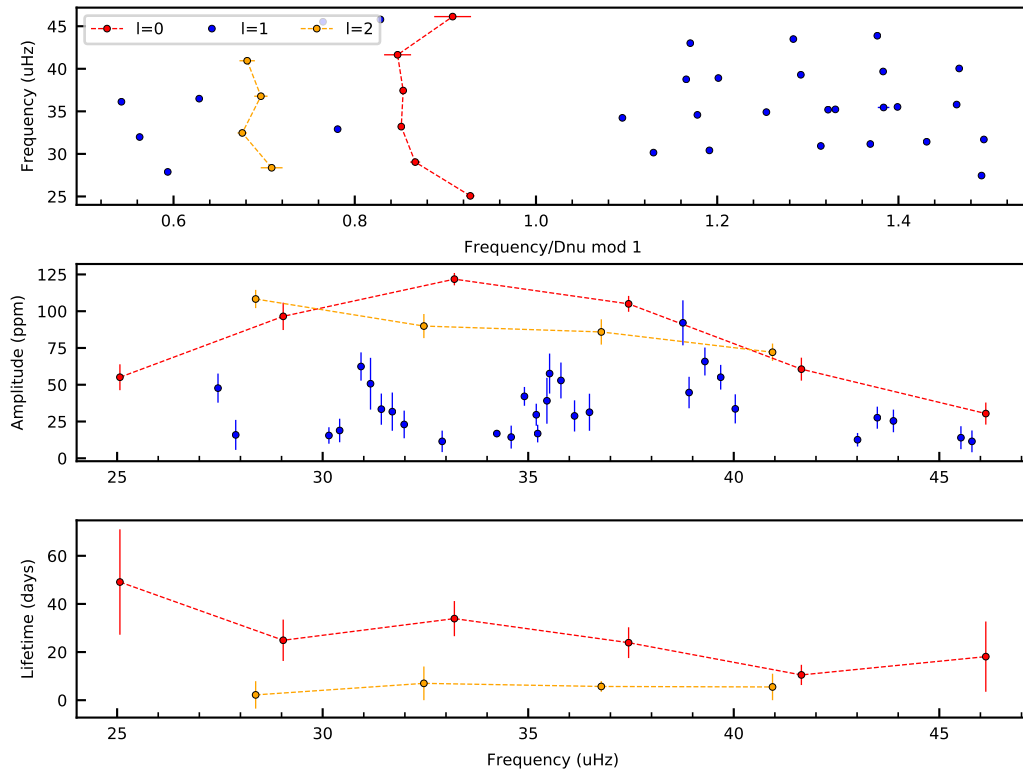 l=0 l=1 l=2
Frequency (uHz)
45
40
35
30
25
0.6 0.8 1.0 1.2 1.4
Frequency/Dnu mod 1
Amplitude (ppm)
125
100
75
50
25
0
25 30 35 40 45
Lifetime (days)
60
40
20
0
25 30 35 40 45
Frequency (uHz)